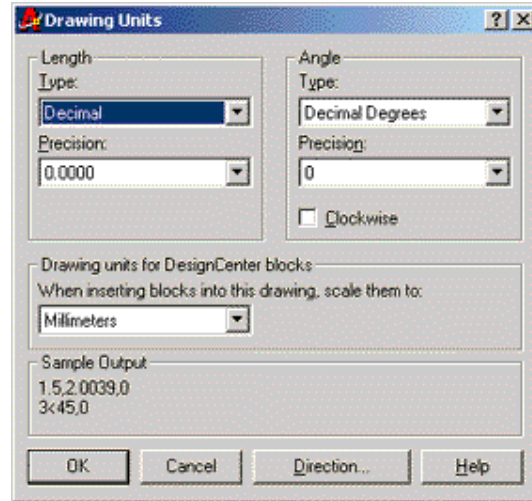 Drawing Units
Length
Type:
Decimal
Precision:
0.0000
Angle
Type:
Decimal Degrees
Precision:
0
Clockwise
Drawing units for DesignCenter blocks
When inserting blocks into this drawing, scale them to:
Millimeters
Sample Output
1.5,2.0039,0
3<45,0
OK Cancel Direction... Help